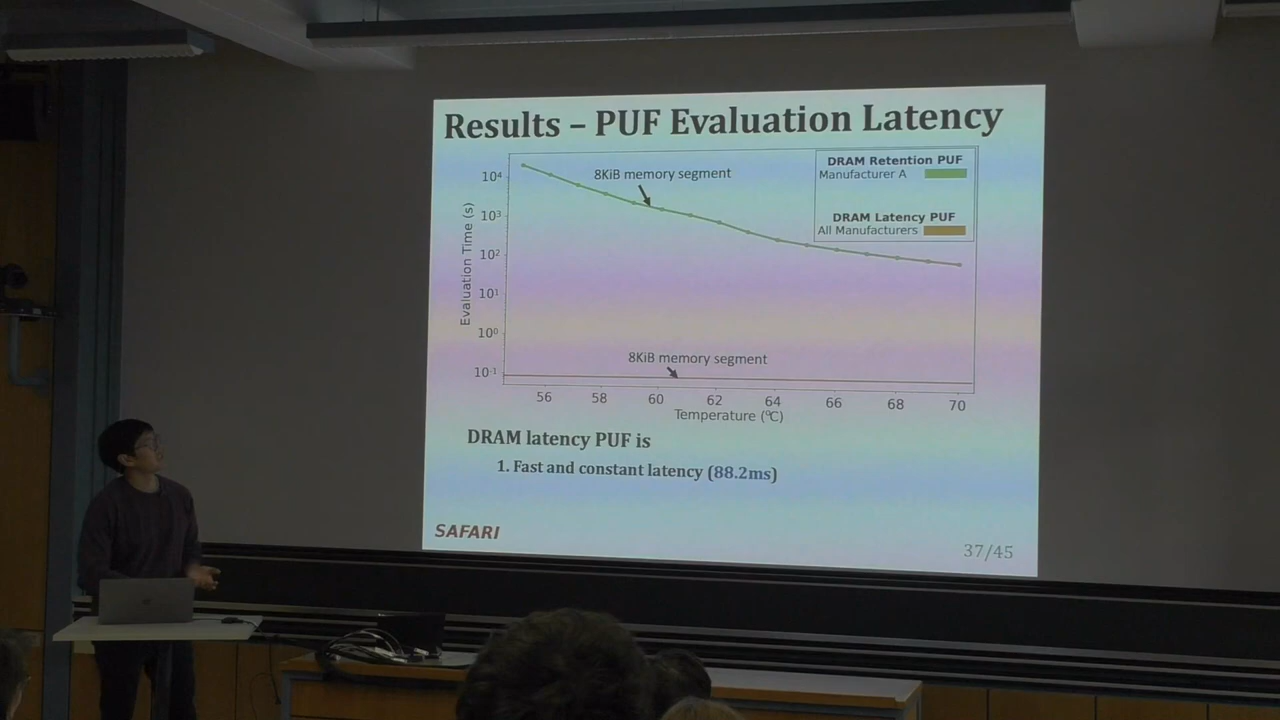 Results – PUF Evaluation Latency
DRAM Retention PUF
Manufacturer A
DRAM Latency PUF
All Manufacturers
8KiB memory segment
Evaluation Time (s)
10⁴
10³
10²
10¹
10⁰
10⁻¹
8KiB memory segment
56 58 60 62 64 66 68 70
Temperature (℃)
DRAM latency PUF is
1. Fast and constant latency (88.2ms)
SAFARI
37/45